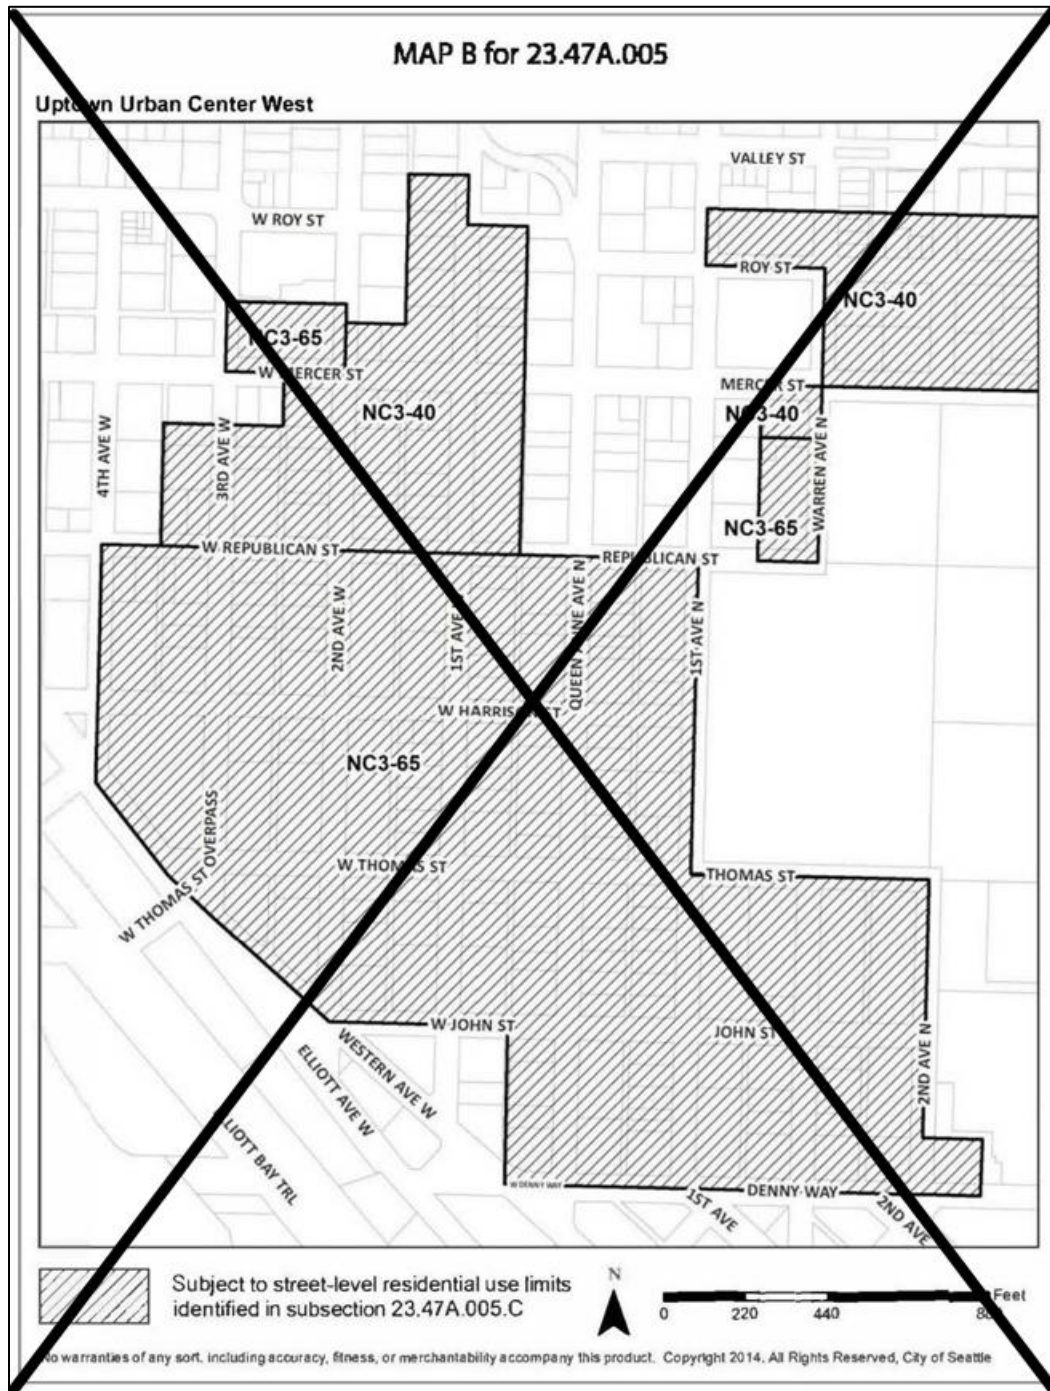 MAP B for 23.47A.005
Uptown Urban Center West
VALLEY ST
W ROY ST
ROY ST
NC3-40
NC3-65
W MERCER ST
MERCER ST
NC3-40
NC3-40
4TH AVE W
3RD AVE W
WARREN AVE N
NC3-65
W REPUBLICAN ST
REPUBLICAN ST
2ND AVE W
1ST AVE
QUEEN ANNE AVE N
1ST AVE N
W HARRISON ST
NC3-65
W THOMAS ST OVERPASS
W THOMAS ST
THOMAS ST
W JOHN ST
JOHN ST
2ND AVE N
WESTERN AVE W
ELLIOTT AVE W
ELLIOTT BAY TRL
W DENNY WAY
DENNY WAY
1ST AVE
2ND AVE
Subject to street-level residential use limits
identified in subsection 23.47A.005.C
N
Feet
0 220 440 880
No warranties of any sort, including accuracy, fitness, or merchantability accompany this product. Copyright 2014, All Rights Reserved, City of Seattle